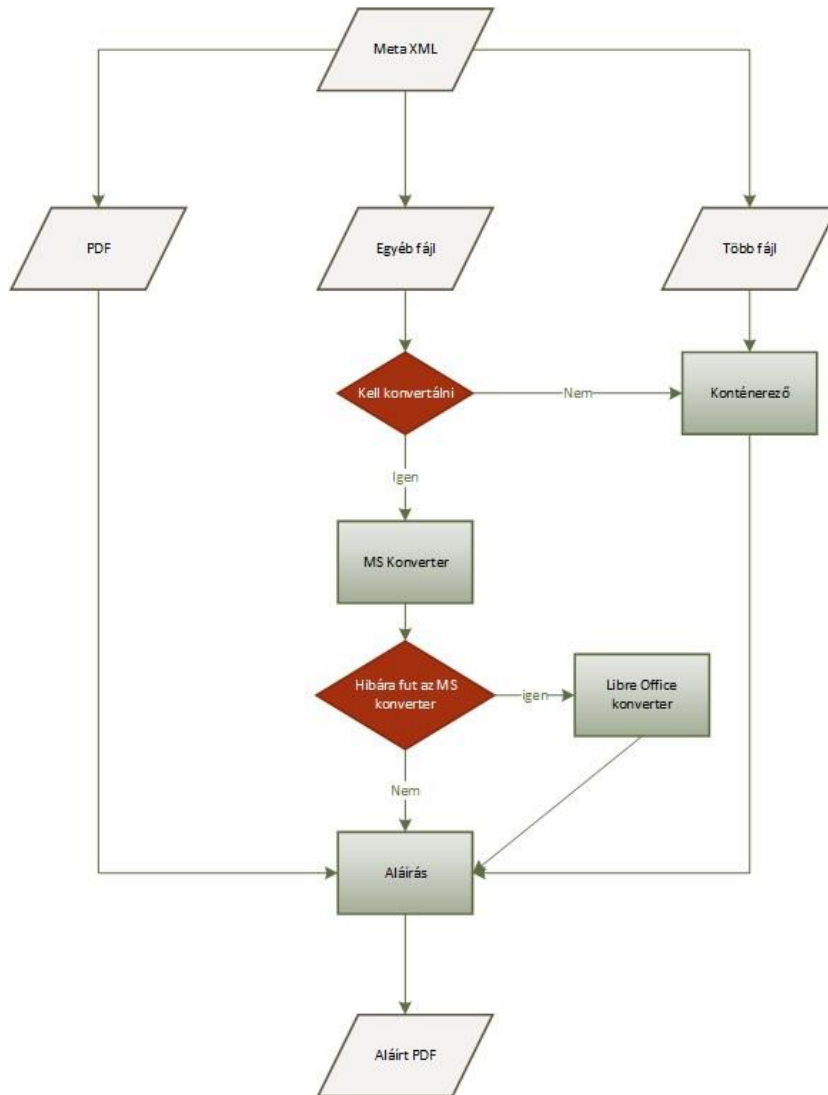 Meta XML
PDF
Egyéb fájl
Több fájl
Kell konvertálni
Nem
Konténerező
Igen
MS Konverter
Hibára fut az MS
konverter
igen
Libre Office
konverter
Nem
Aláírás
Aláírt PDF